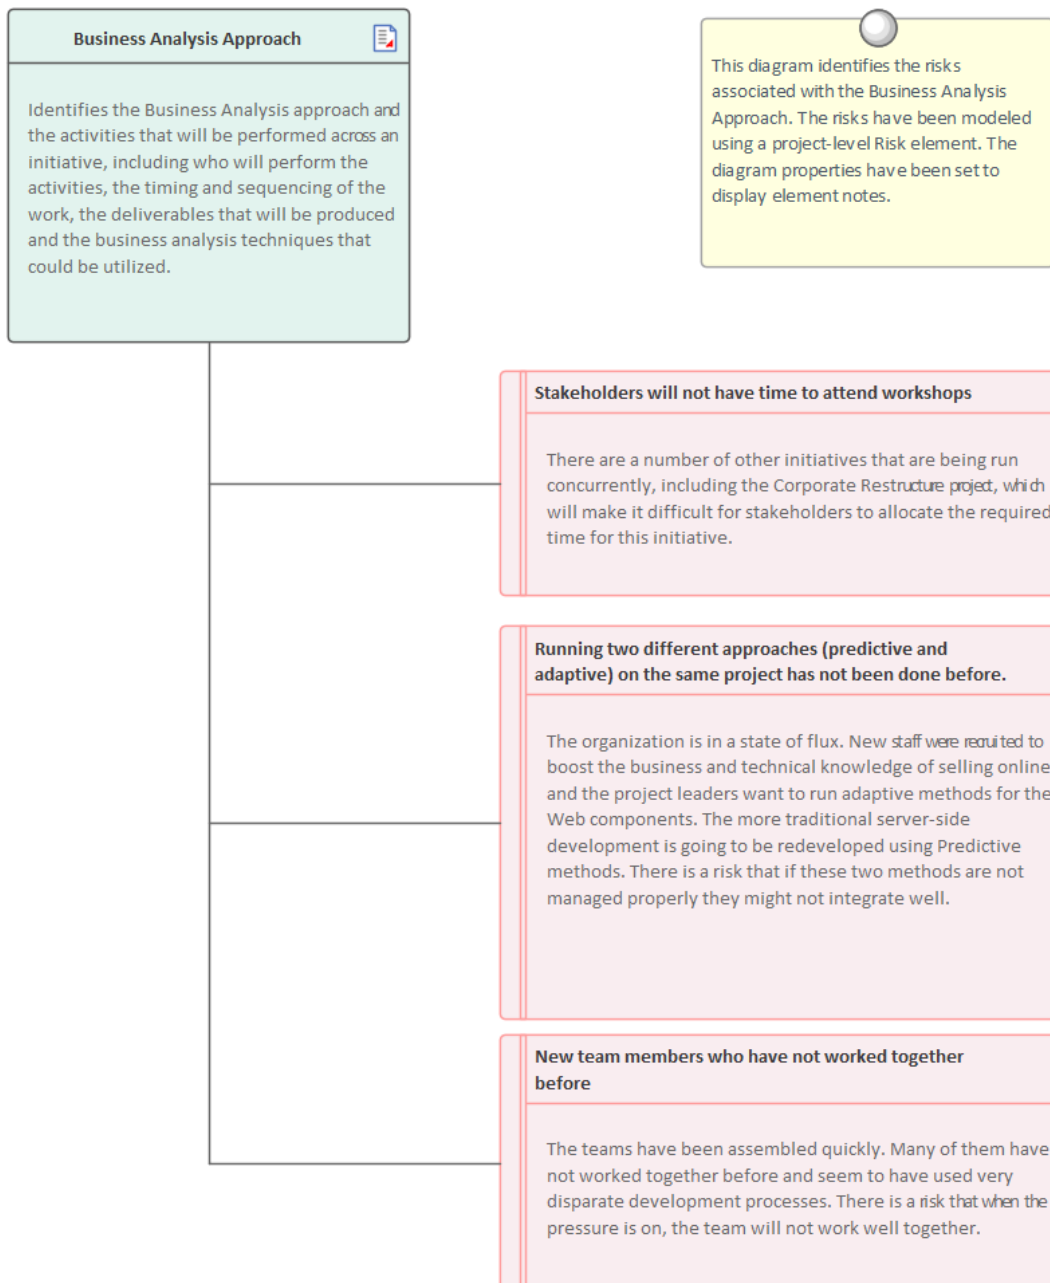 Business Analysis Approach
Identifies the Business Analysis approach and
the activities that will be performed across an
initiative, including who will perform the
activities, the timing and sequencing of the
work, the deliverables that will be produced
and the business analysis techniques that
could be utilized.
This diagram identifies the risks
associated with the Business Analysis
Approach. The risks have been modeled
using a project-level Risk element. The
diagram properties have been set to
display element notes.
Stakeholders will not have time to attend workshops
There are a number of other initiatives that are being run
concurrently, including the Corporate Restructure project, which
will make it difficult for stakeholders to allocate the required
time for this initiative.
Running two different approaches (predictive and
adaptive) on the same project has not been done before.
The organization is in a state of flux. New staff were recruited to
boost the business and technical knowledge of selling online
and the project leaders want to run adaptive methods for the
Web components. The more traditional server-side
development is going to be redeveloped using Predictive
methods. There is a risk that if these two methods are not
managed properly they might not integrate well.
New team members who have not worked together
before
The teams have been assembled quickly. Many of them have
not worked together before and seem to have used very
disparate development processes. There is a risk that when the
pressure is on, the team will not work well together.